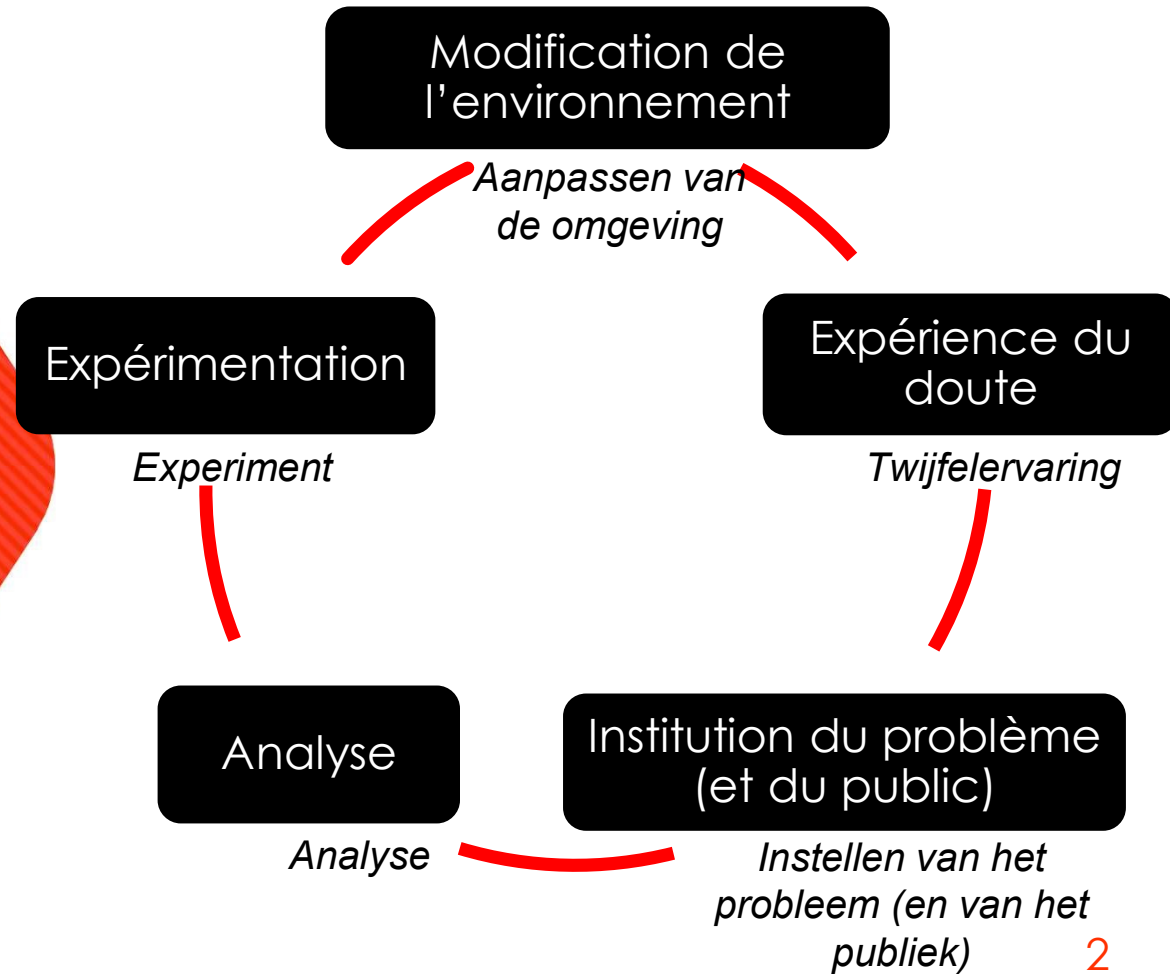 Modification de
l’environnement
Aanpassen van
de omgeving
Expérience du
doute
Twijfelervaring
Institution du problème
(et du public)
Instellen van het
probleem (en van het
publiek)
Analyse
Analyse
Expérimentation
Experiment
2